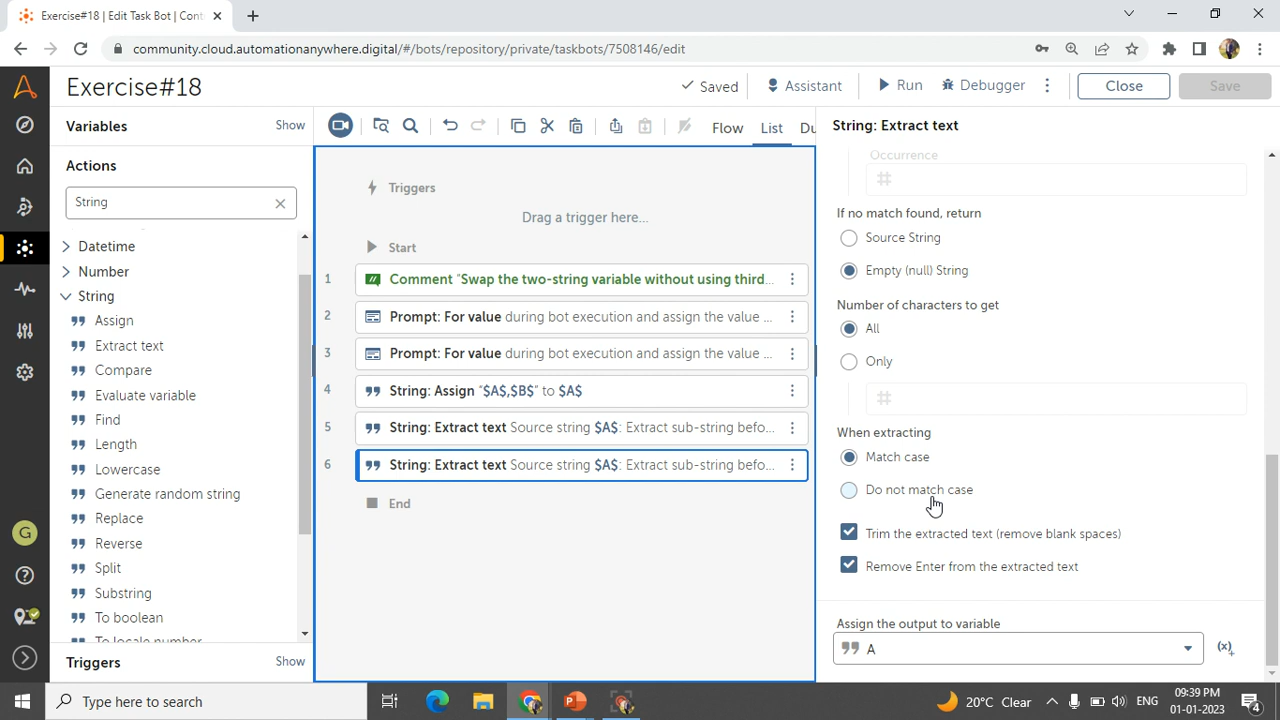 Exercise#18 | Edit Task Bot | Cont
community.cloud.automationanywhere.digital/#/bots/repository/private/taskbots/7508146/edit
Exercise#18
Saved
Assistant
Run
Debugger
Close
Save
Variables
Show
Flow
List
Du
String: Extract text
Actions
String
Datetime
Number
String
Assign
Extract text
Compare
Evaluate variable
Find
Length
Lowercase
Generate random string
Replace
Reverse
Split
Substring
To boolean
To locale number
Triggers
Show
Triggers
Drag a trigger here...
Start
1 Comment "Swap the two-string variable without using third...
2 Prompt: For value during bot execution and assign the value ...
3 Prompt: For value during bot execution and assign the value ...
4 String: Assign "$A$,$B$" to $A$
5 String: Extract text Source string $A$: Extract sub-string befo...
6 String: Extract text Source string $A$: Extract sub-string befo...
End
Occurrence
If no match found, return
Source String
Empty (null) String
Number of characters to get
All
Only
When extracting
Match case
Do not match case
Trim the extracted text (remove blank spaces)
Remove Enter from the extracted text
Assign the output to variable
A
(x)+
G
Type here to search
20°C Clear
ENG
09:39 PM
01-01-2023
4